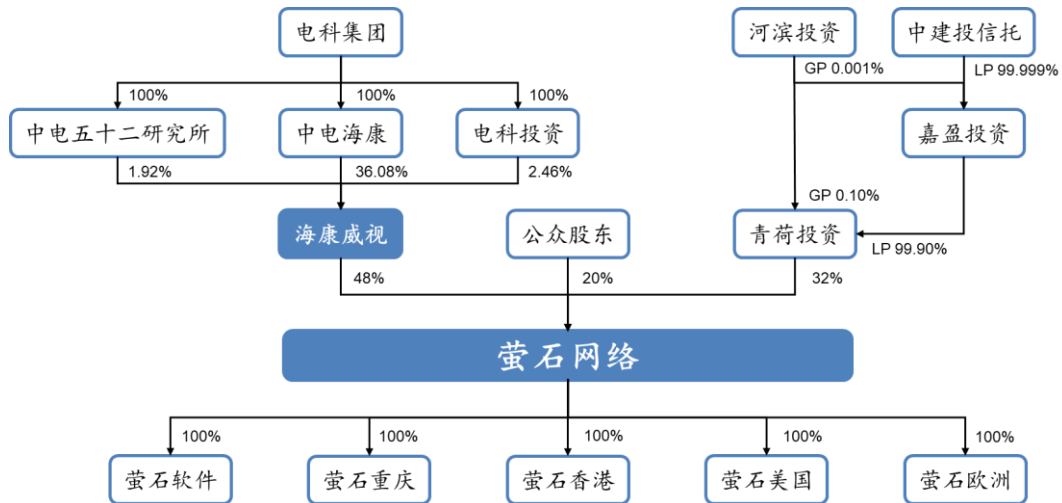 电科集团
河滨投资
中建投信托
GP 0.001%
LP 99.999%
100%
100%
100%
中电五十二研究所
中电海康
电科投资
嘉盈投资
1.92%
36.08%
2.46%
GP 0.10%
海康威视
公众股东
青荷投资
LP 99.90%
48%
20%
32%
萤石网络
100%
100%
100%
100%
100%
萤石软件
萤石重庆
萤石香港
萤石美国
萤石欧洲